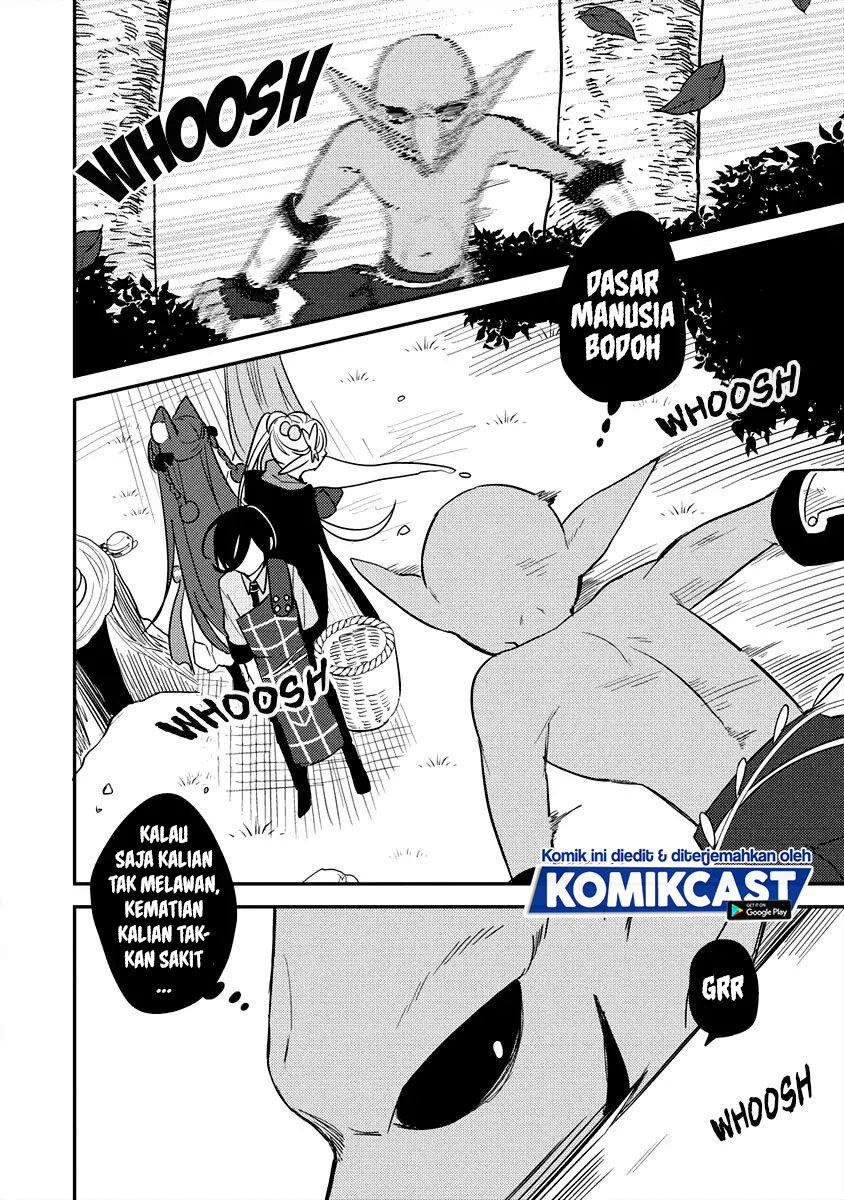 WHOOSH
DASAR
MANUSIA
BODOH
WHOOSH
WHOOSH
KALAU
SAJA KALIAN
TAK MELAWAN,
KEMATIAN
KALIAN TAK-
KAN SAKIT
...
Komik ini diedit & diterjemahkan oleh
KOMIKCAST
GET IT ON
Google Play
GRR
WHOOSH